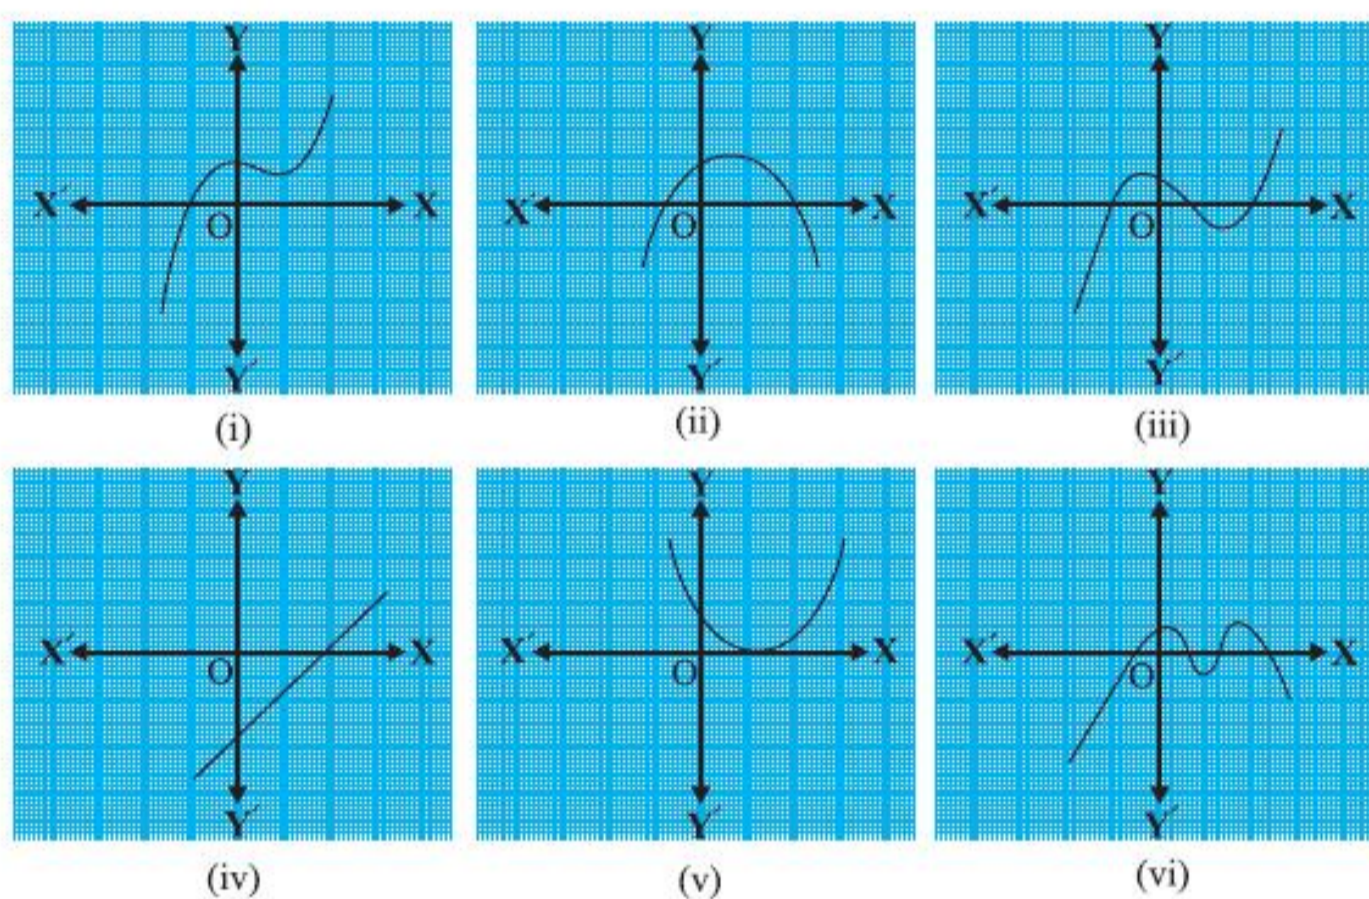 Y Y Y
X′ O X X′ O X X′ O X
Y′ Y′ Y′
(i) (ii) (iii)
Y Y Y
X′ O X X′ O X X′ O X
Y′ Y′ Y′
(iv) (v) (vi)